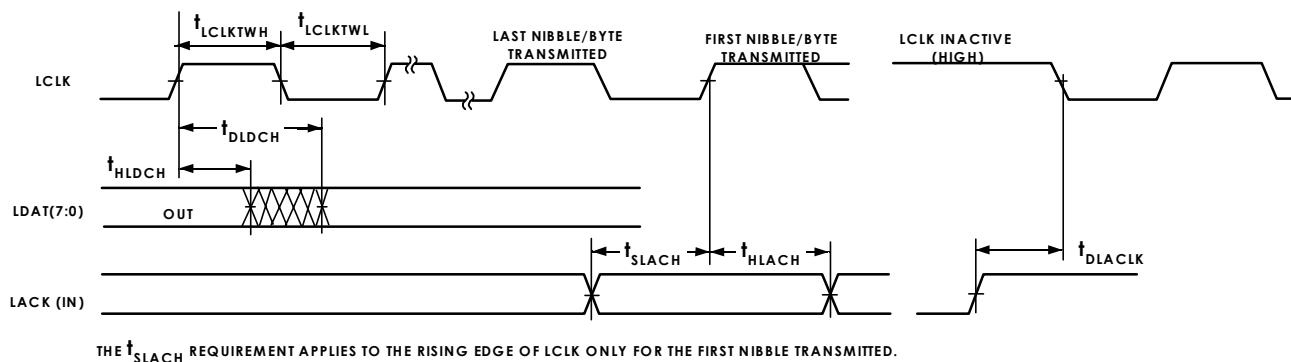 tLCLKTWH tLCLKTWL
LAST NIBBLE/BYTE
TRANSMITTED
FIRST NIBBLE/BYTE
TRANSMITTED
LCLK INACTIVE
(HIGH)
LCLK
tDLDCH
tHLDCH
LDAT(7:0)
OUT
tSLACH tHLACH
tDLACLK
LACK (IN)
THE tSLACH REQUIREMENT APPLIES TO THE RISING EDGE OF LCLK ONLY FOR THE FIRST NIBBLE TRANSMITTED.